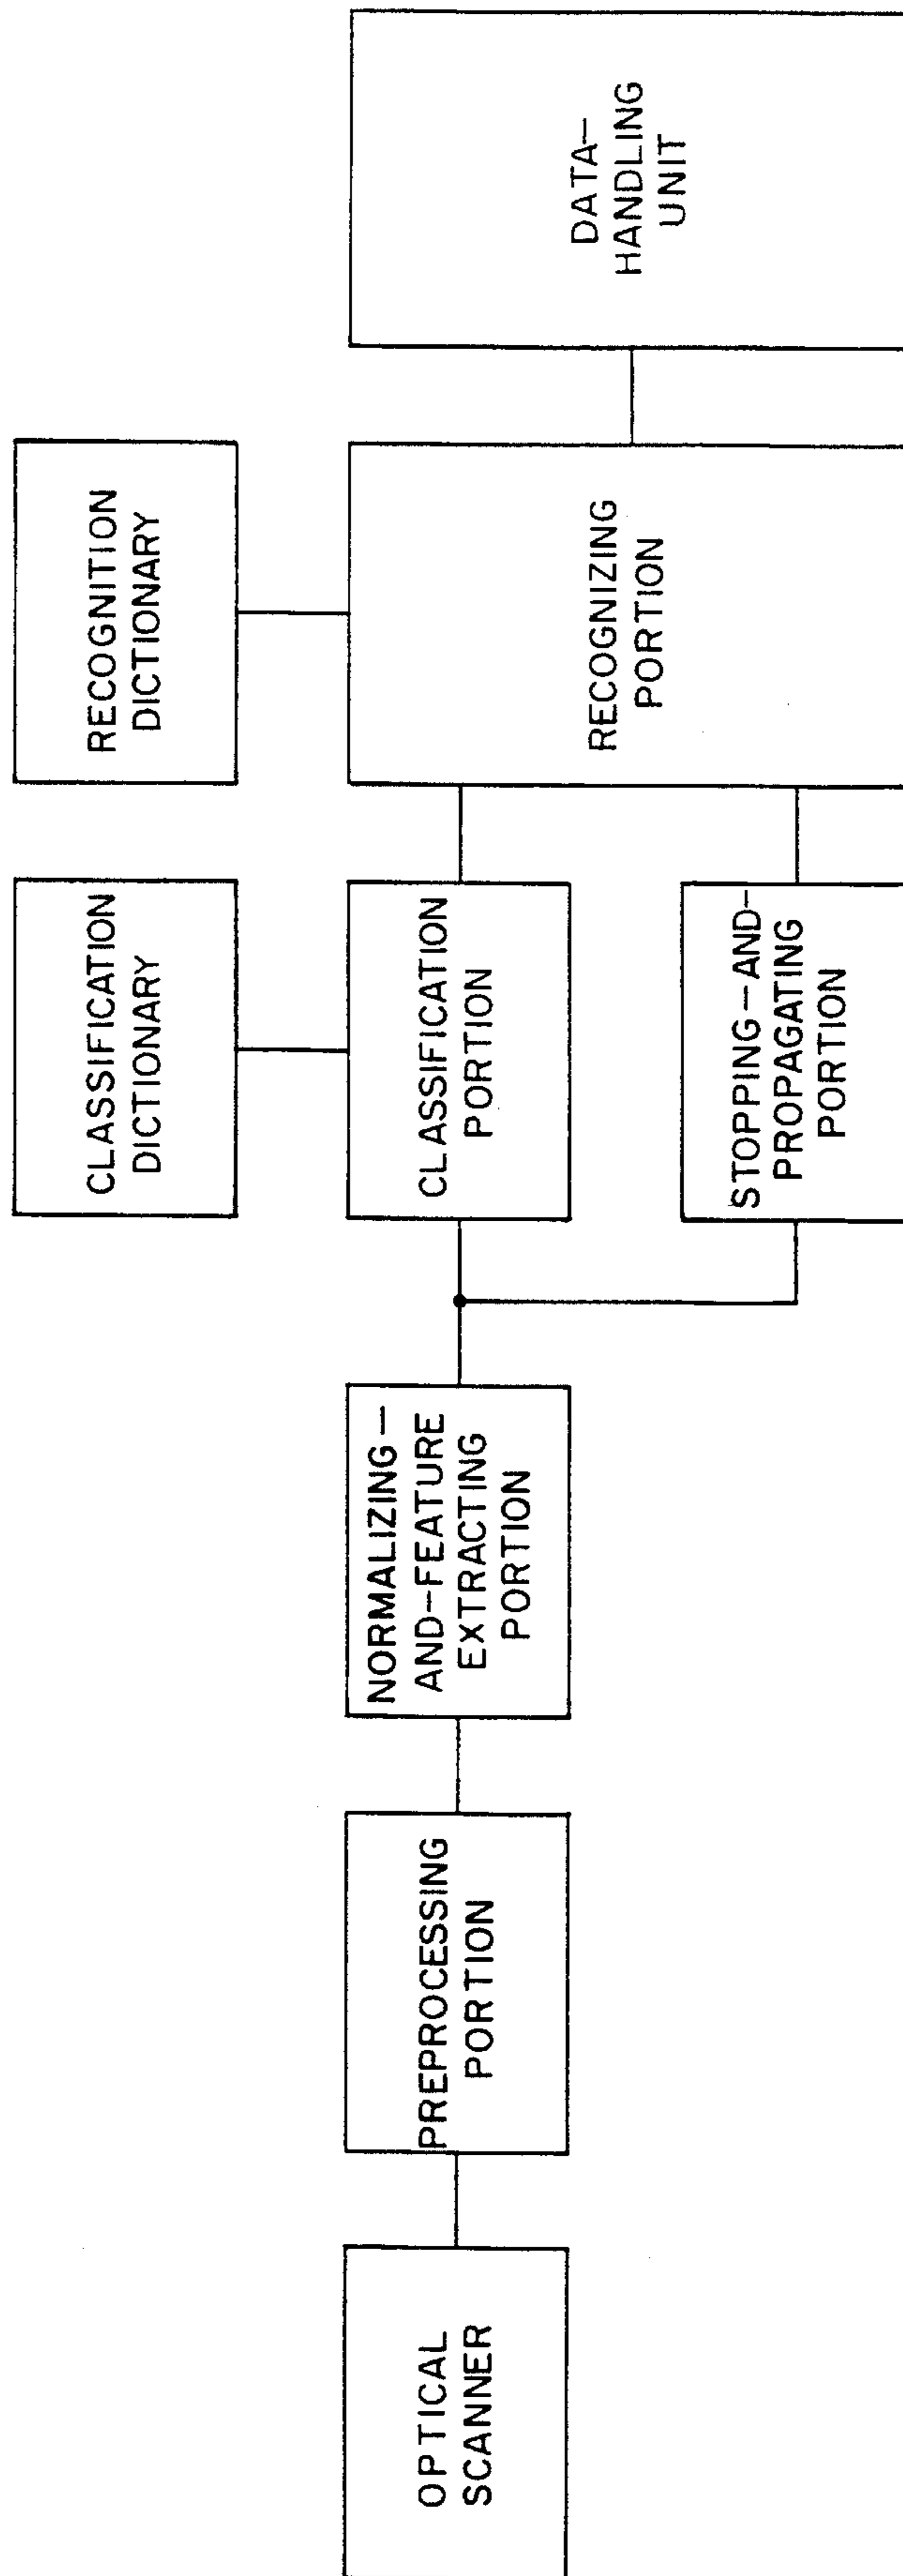 OPTICAL
SCANNER
PREPROCESSING
PORTION
NORMALIZING—
AND—FEATURE
EXTRACTING
PORTION
CLASSIFICATION
DICTIONARY
CLASSIFICATION
PORTION
STOPPING—AND—
PROPAGATING
PORTION
RECOGNITION
DICTIONARY
RECOGNIZING
PORTION
DATA—
HANDLING
UNIT